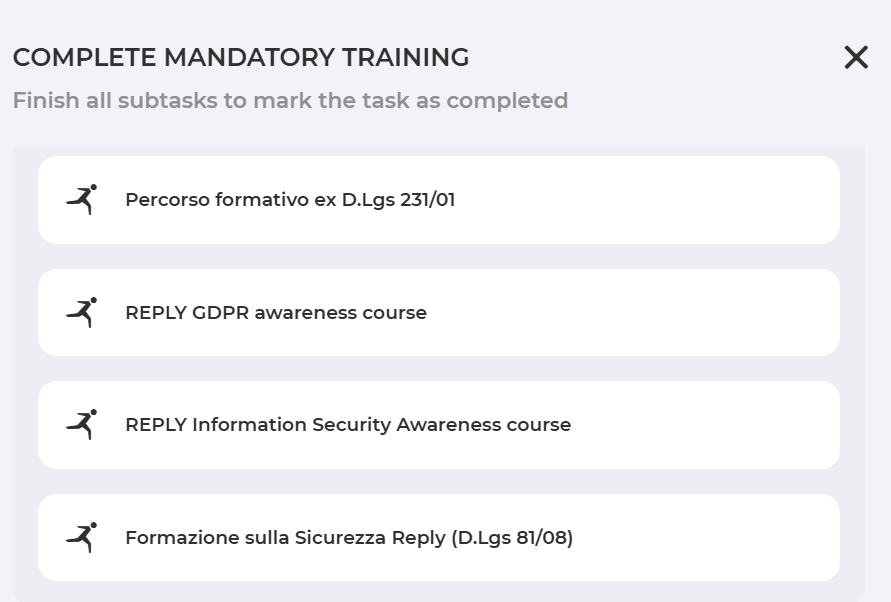 COMPLETE MANDATORY TRAINING
Finish all subtasks to mark the task as completed
Percorso formativo ex D.Lgs 231/01
REPLY GDPR awareness course
REPLY Information Security Awareness course
Formazione sulla Sicurezza Reply (D.Lgs 81/08)